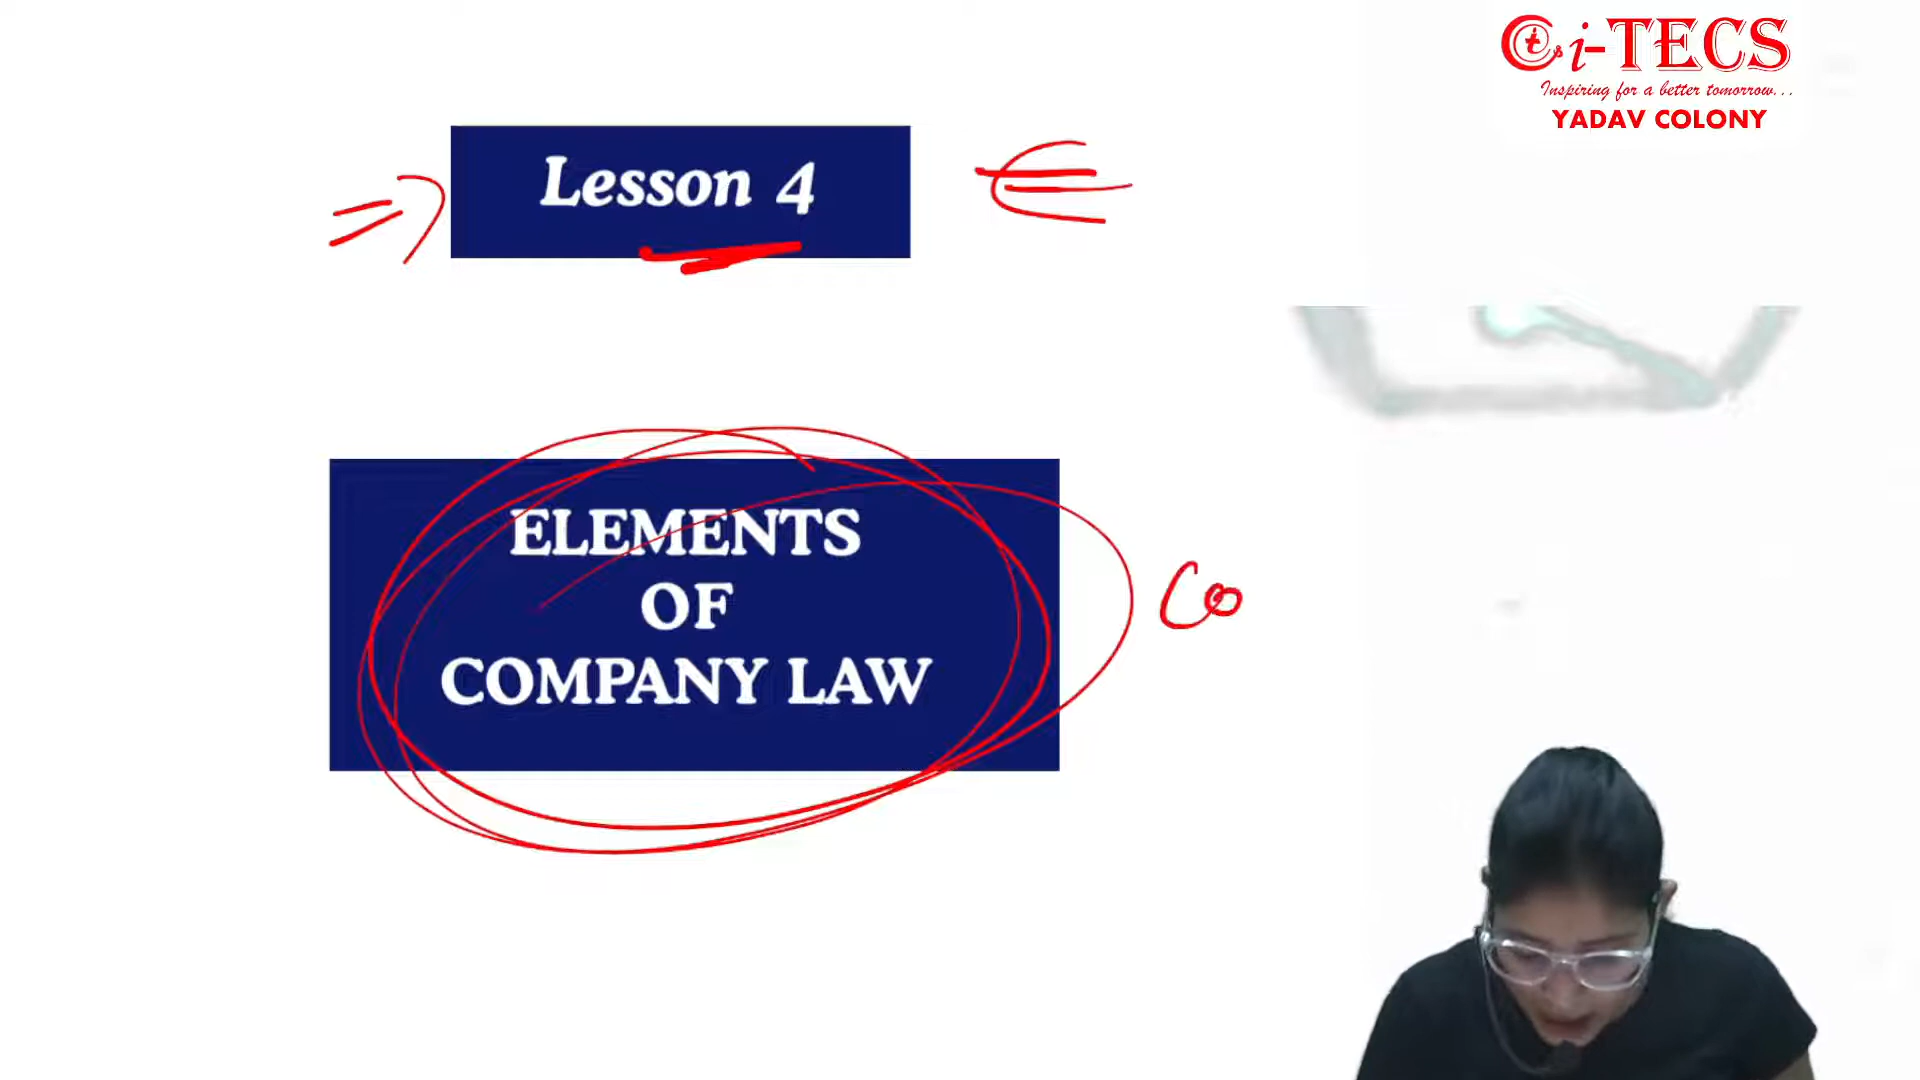 i-TECS
Inspiring for a better tomorrow...
YADAV COLONY
Lesson 4
ELEMENTS
OF
COMPANY LAW
Co